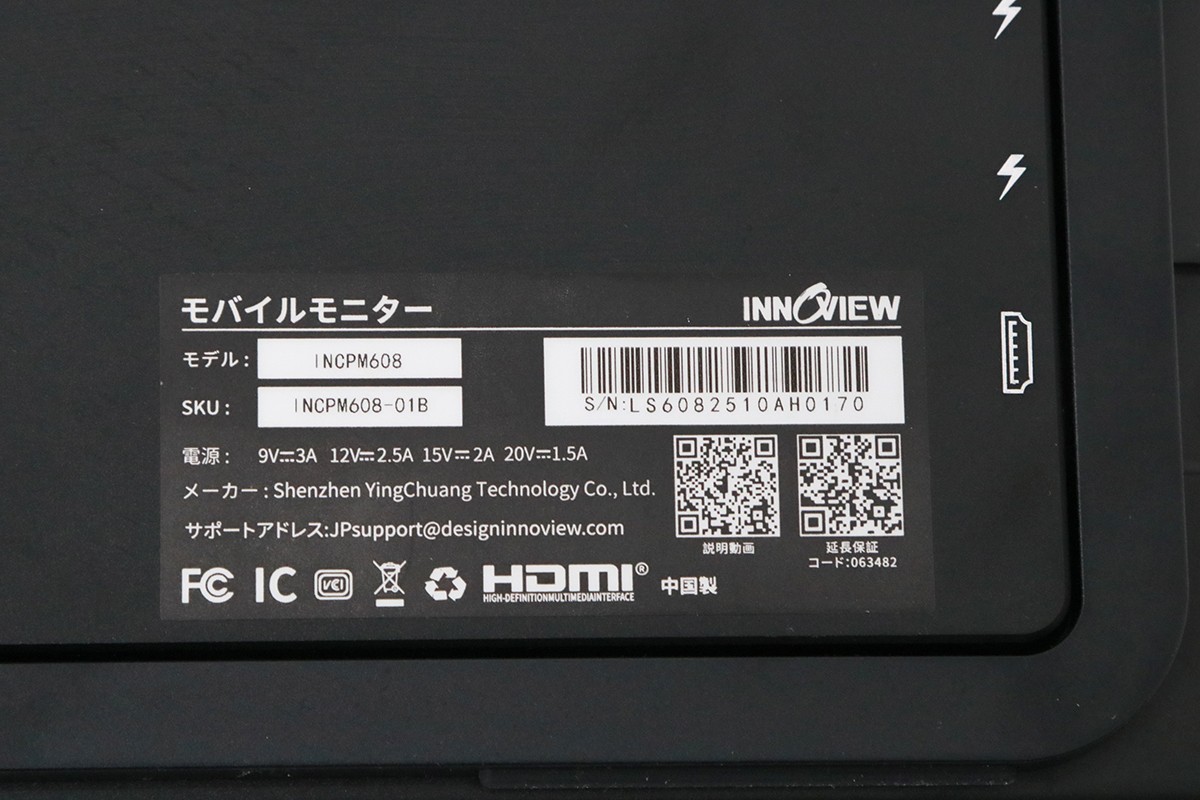 モバイルモニター INNOVIEW
モデル: INCPM608
SKU: INCPM608-01B
S/N:LS6082510AH0170
電源: 9V⎓3A 12V⎓2.5A 15V⎓2A 20V⎓1.5A
メーカー: Shenzhen YingChuang Technology Co., Ltd.
サポートアドレス:JPsupport@designinnoview.com
説明動画
延長保証
コード:063482
FC IC VCI HDMI® 中国製
HIGH-DEFINITIONMULTIMEDIAINTERFACE